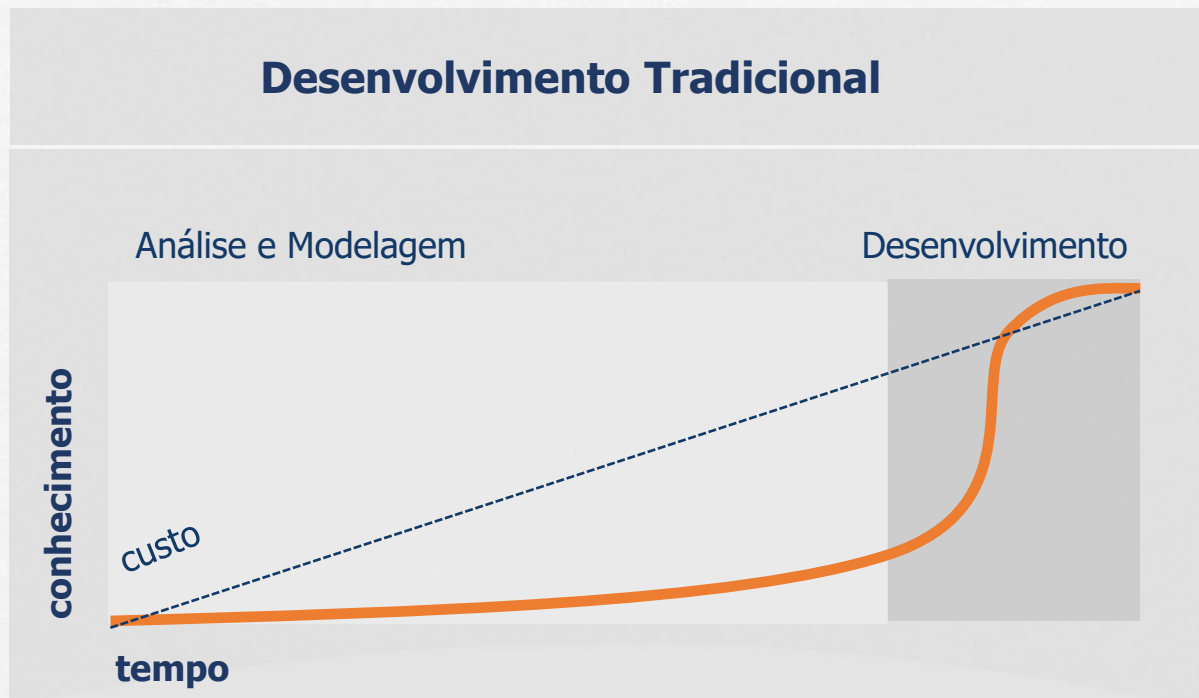 Desenvolvimento Tradicional
Análise e Modelagem
Desenvolvimento
conhecimento
custo
tempo